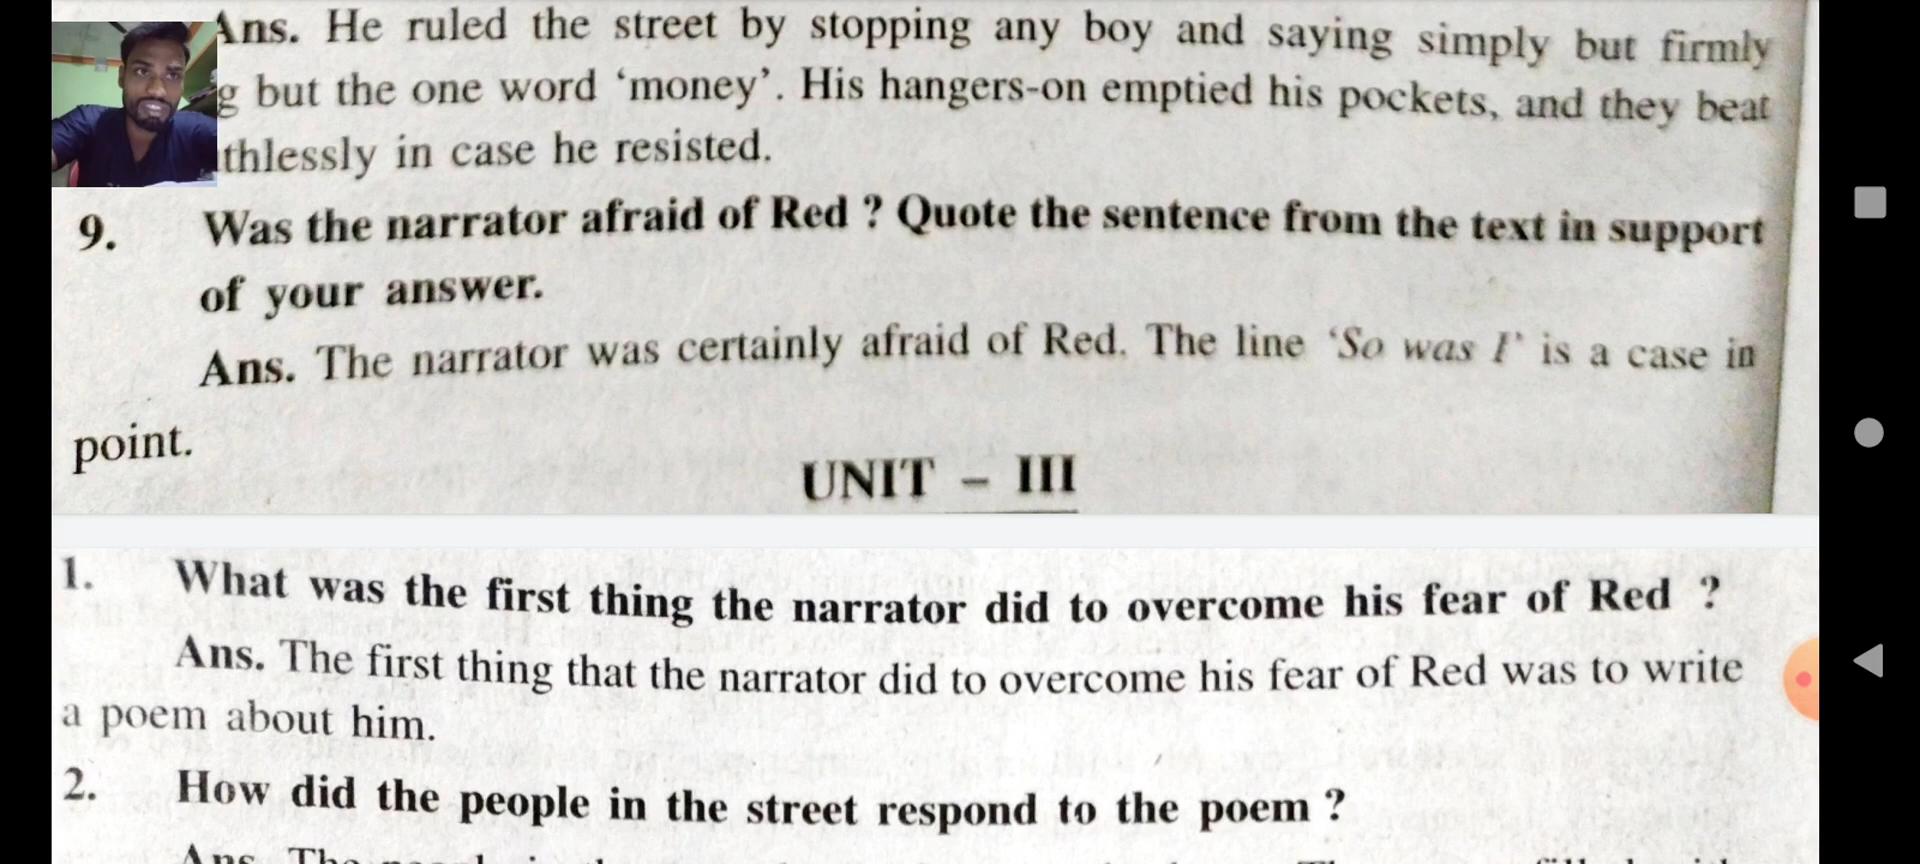 Ans. He ruled the street by stopping any boy and saying simply but firmly
g but the one word ‘money’. His hangers-on emptied his pockets, and they beat
thlessly in case he resisted.
9. Was the narrator afraid of Red ? Quote the sentence from the text in support
of your answer.
Ans. The narrator was certainly afraid of Red. The line ‘So was I’ is a case in
point.
UNIT – III
1. What was the first thing the narrator did to overcome his fear of Red ?
Ans. The first thing that the narrator did to overcome his fear of Red was to write
a poem about him.
2. How did the people in the street respond to the poem ?